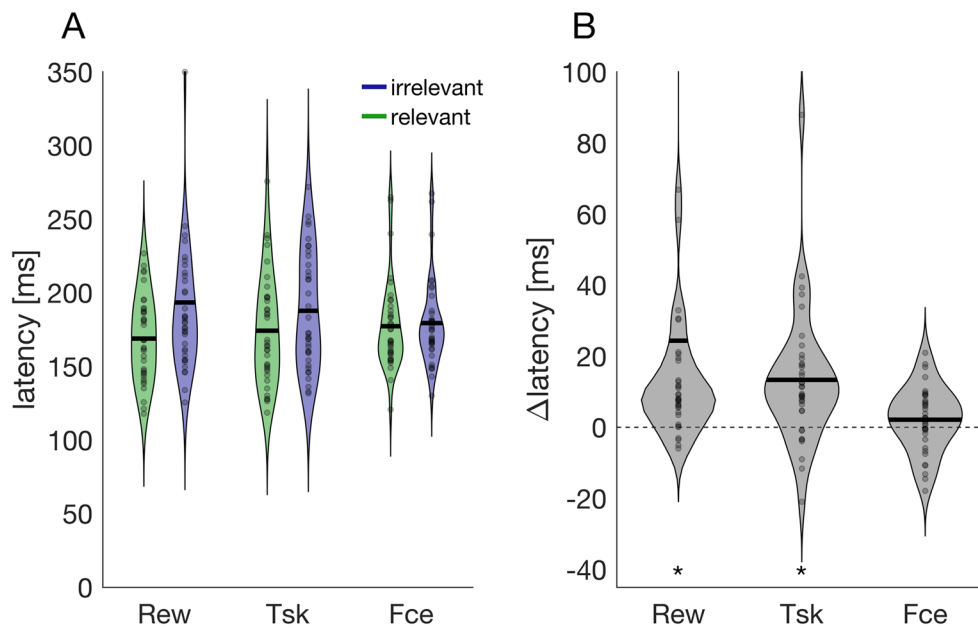 A
B
350
300
250
200
150
100
50
0
latency [ms]
irrelevant
relevant
Rew
Tsk
Fce
100
80
60
40
20
0
-20
-40
Δlatency [ms]
*
*
Rew
Tsk
Fce